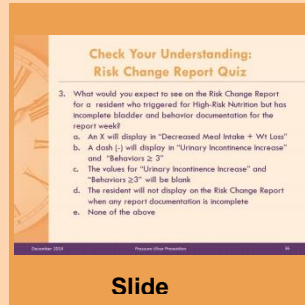 Check Your Understanding:
Risk Change Report Quiz
3. What would you expect to see on the Risk Change Report
for a resident who triggered for High-Risk Nutrition but has
incomplete bladder and behavior documentation for the
report week?
a. An X will display in "Decreased Meal Intake + Wt Loss"
b. A dash (-) will display in "Urinary Incontinence Increase"
and "Behaviors ≥ 3"
c. The values for "Urinary Incontinence Increase" and
"Behaviors ≥3" will be blank
d. The resident will not display on the Risk Change Report
when any report documentation is incomplete
e. None of the above
December 2014 Pressure Ulcer Prevention
Slide